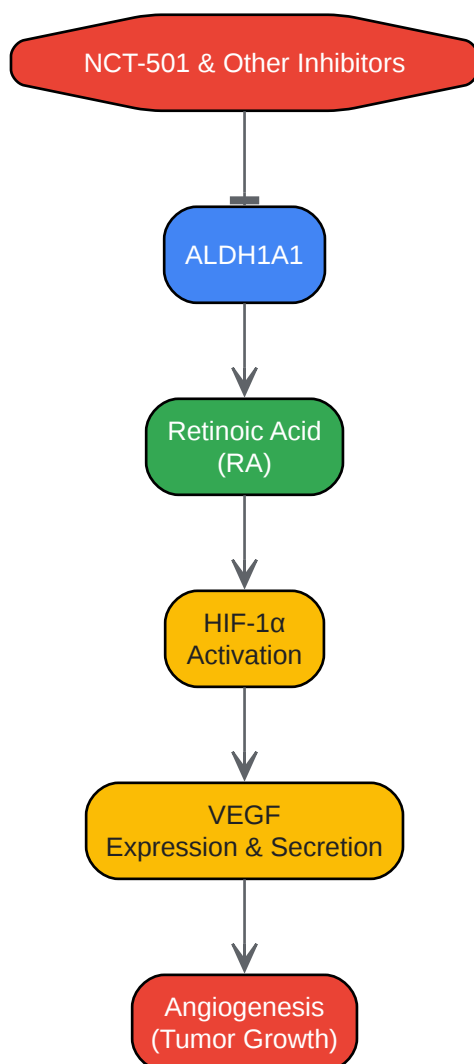 NCT-501 & Other Inhibitors
ALDH1A1
Retinoic Acid
(RA)
HIF-1α
Activation
VEGF
Expression & Secretion
Angiogenesis
(Tumor Growth)